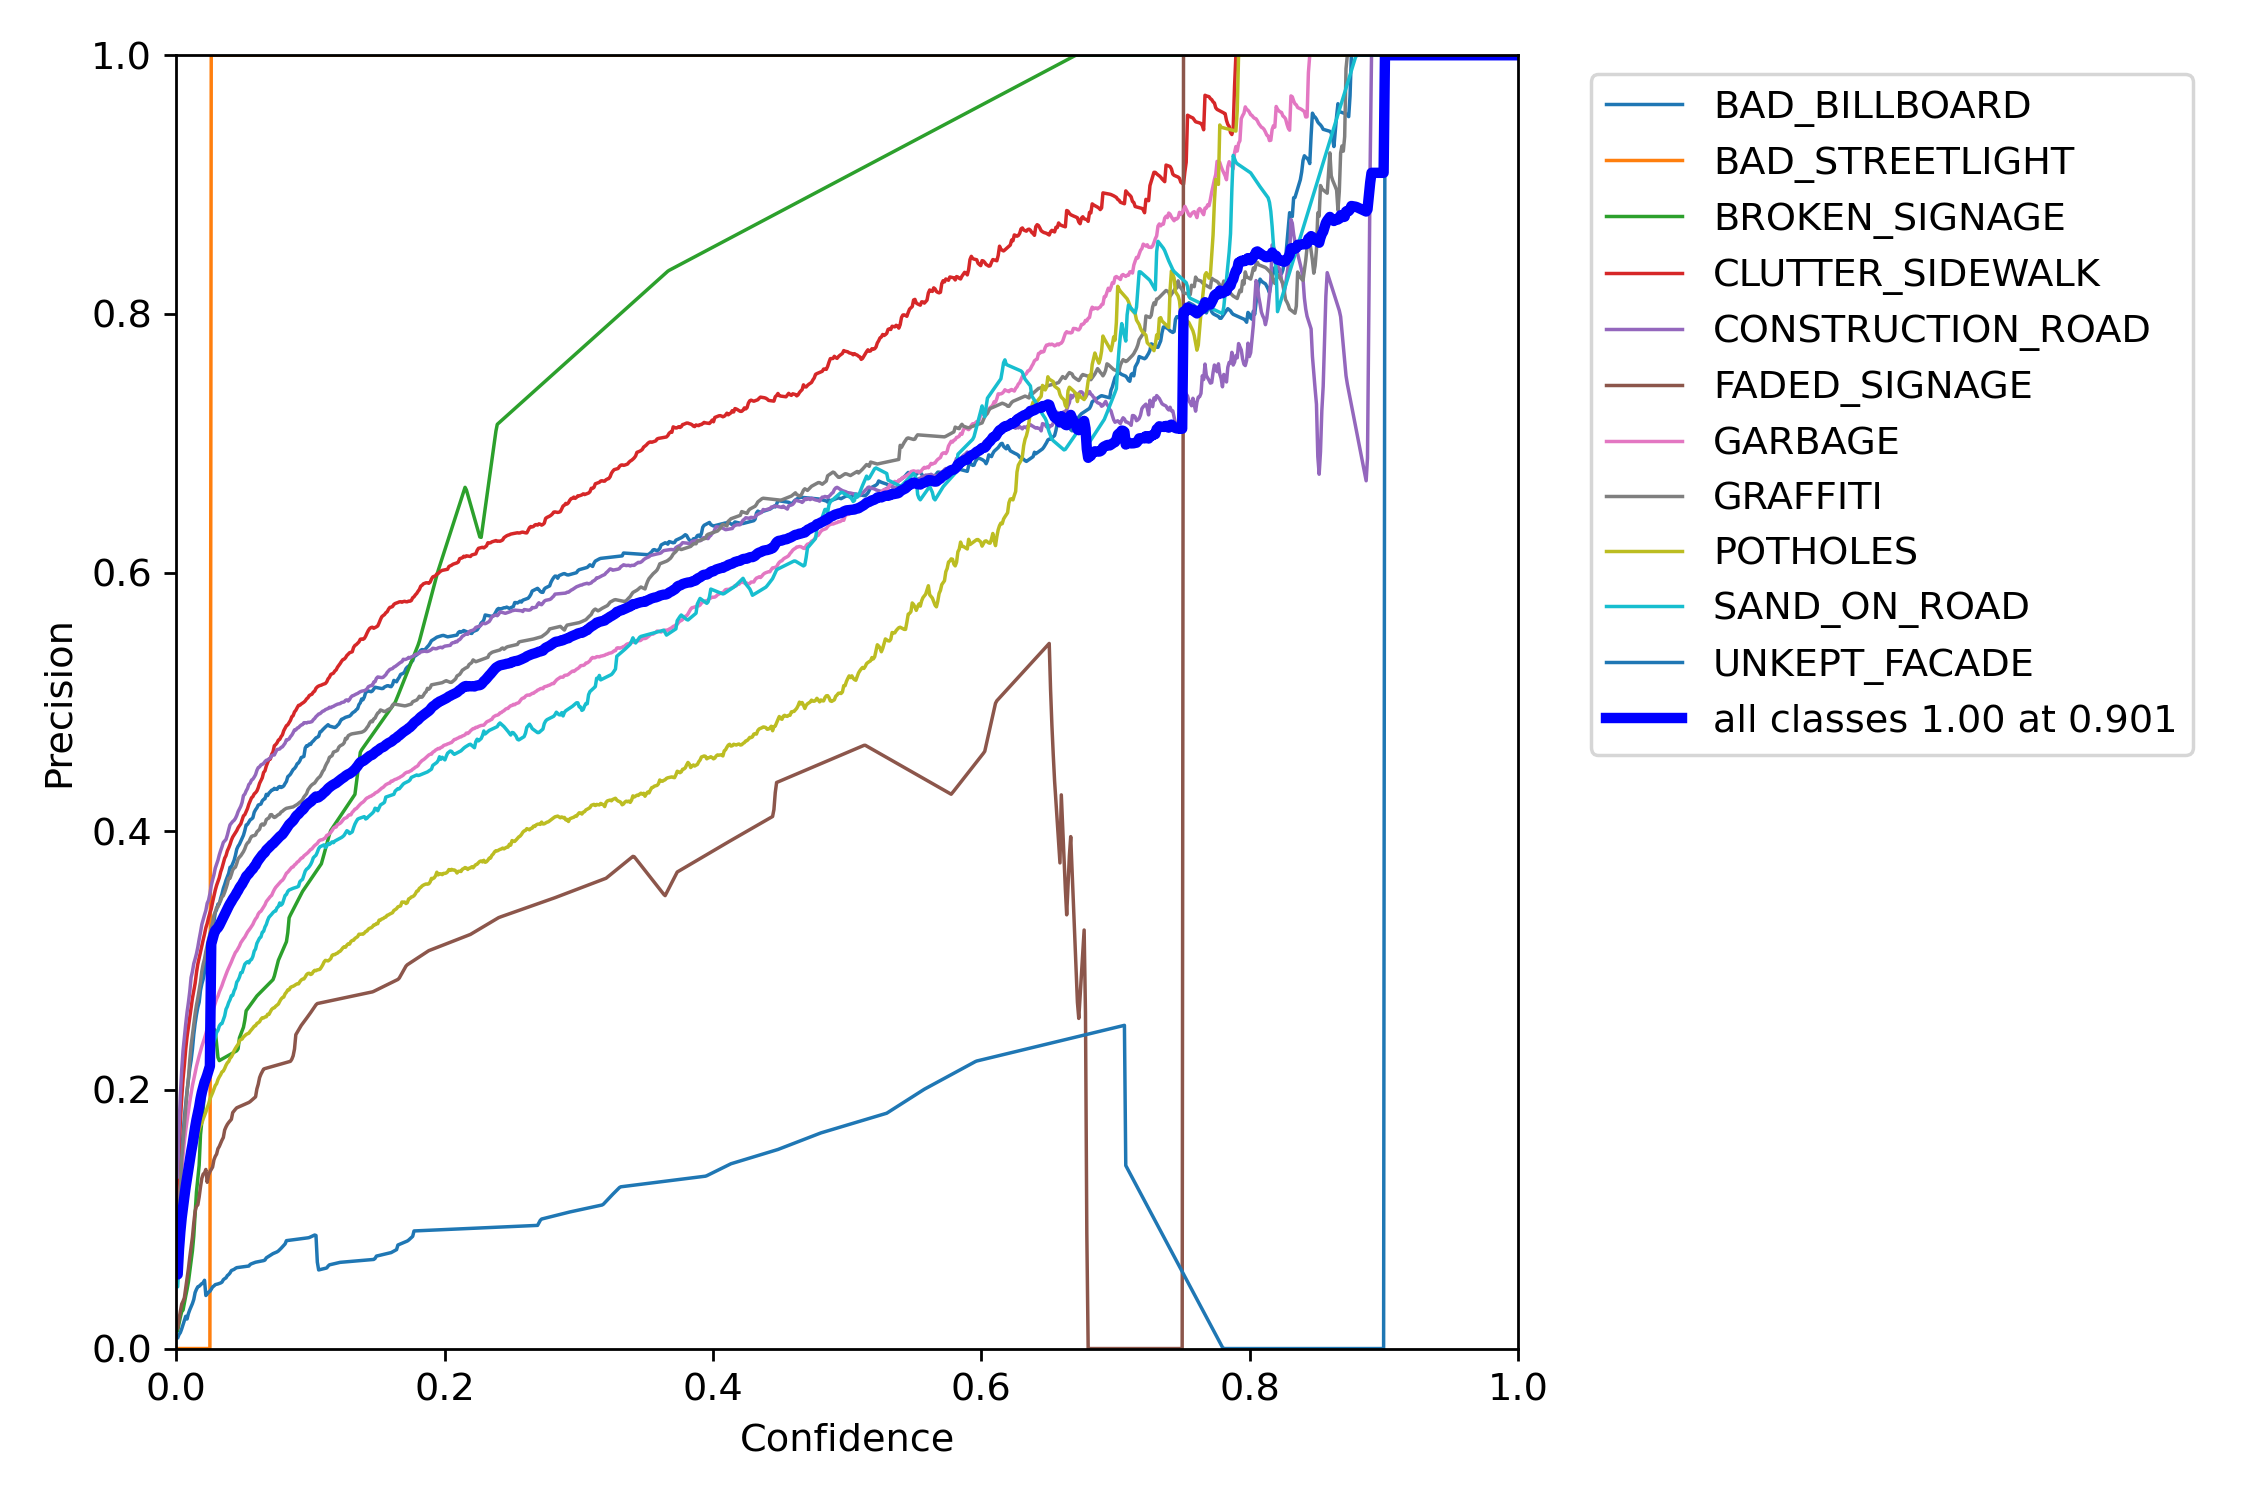 1.0
0.8
0.6
0.4
0.2
0.0
Precision
0.0 0.2 0.4 0.6 0.8 1.0
Confidence
BAD_BILLBOARD
BAD_STREETLIGHT
BROKEN_SIGNAGE
CLUTTER_SIDEWALK
CONSTRUCTION_ROAD
FADED_SIGNAGE
GARBAGE
GRAFFITI
POTHOLES
SAND_ON_ROAD
UNKEPT_FACADE
all classes 1.00 at 0.901